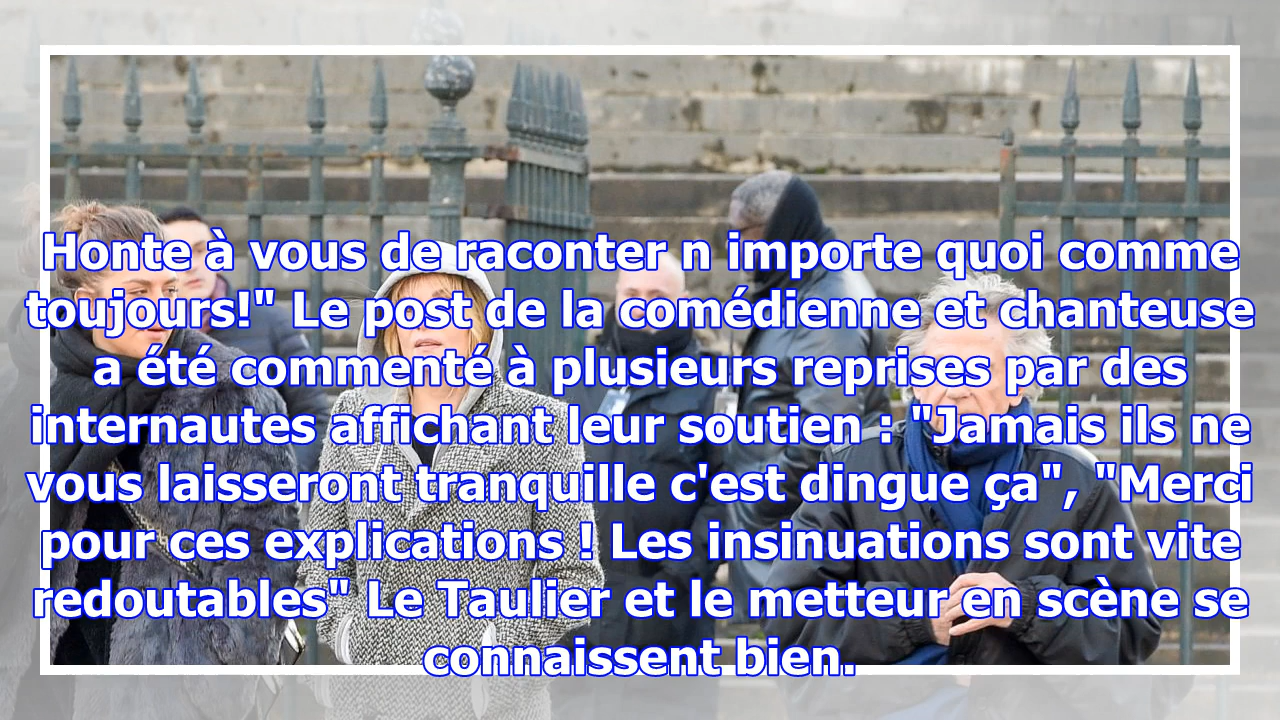 Honte à vous de raconter n importe quoi comme
toujours!" Le post de la comédienne et chanteuse
a été commenté à plusieurs reprises par des
internautes affichant leur soutien : "Jamais ils ne
vous laisseront tranquille c'est dingue ça", "Merci
pour ces explications ! Les insinuations sont vite
redoutables" Le Taulier et le metteur en scène se
connaissent bien.